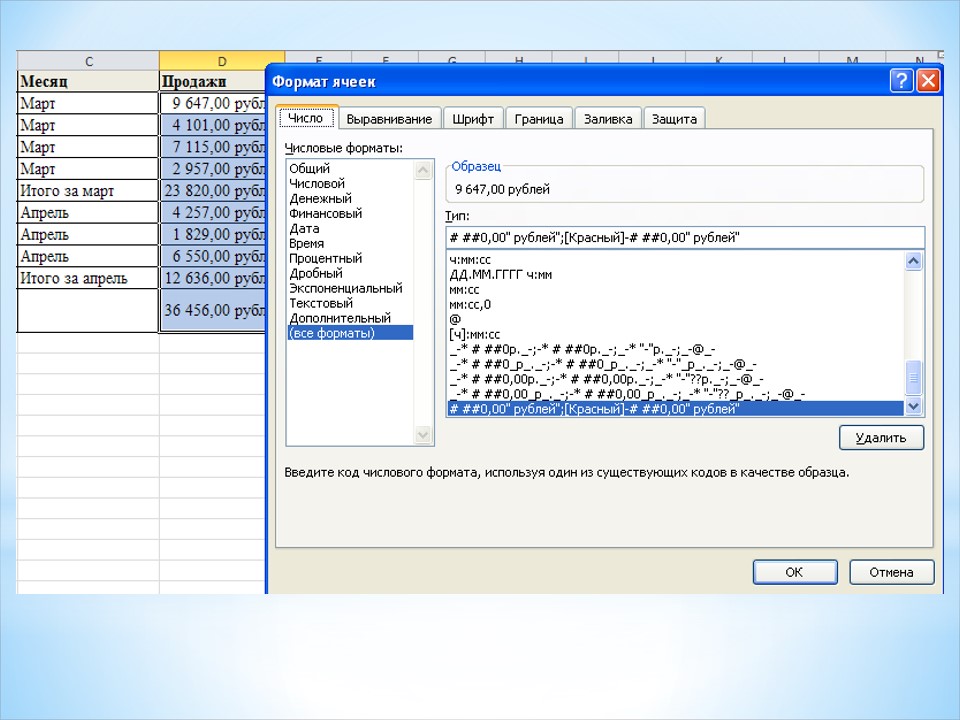 C D E F G H I J K L M N
Месяц Продажи
Март 9 647,00 рубл
Март 4 101,00 рубл
Март 7 115,00 рубл
Март 2 957,00 рубл
Итого за март 23 820,00 рубл
Апрель 4 257,00 рубл
Апрель 1 829,00 рубл
Апрель 6 550,00 рубл
Итого за апрель 12 636,00 рубл
36 456,00 рубл
Формат ячеек
Число Выравнивание Шрифт Граница Заливка Защита
Числовые форматы:
Общий
Числовой
Денежный
Финансовый
Дата
Время
Процентный
Дробный
Экспоненциальный
Текстовый
Дополнительный
(все форматы)
Образец
9 647,00 рублей
Тип:
# ##0,00" рублей";[Красный]-# ##0,00" рублей"
ч:мм:сс
ДД.ММ.ГГГГ ч:мм
мм:сс
мм:сс,0
@
[ч]:мм:сс
_-* # ##0р._-;-* # ##0р._-;_-* "-"р._-;_-@_-
_-* # ##0_р_._-;-* # ##0_р_._-;_-* "-"_р_._-;_-@_-
_-* # ##0,00р._-;-* # ##0,00р._-;_-* "-"??р._-;_-@_-
_-* # ##0,00_р_._-;-* # ##0,00_р_._-;_-* "-"??_р_._-;_-@_-
# ##0,00" рублей";[Красный]-# ##0,00" рублей"
Удалить
Введите код числового формата, используя один из существующих кодов в качестве образца.
ОК Отмена